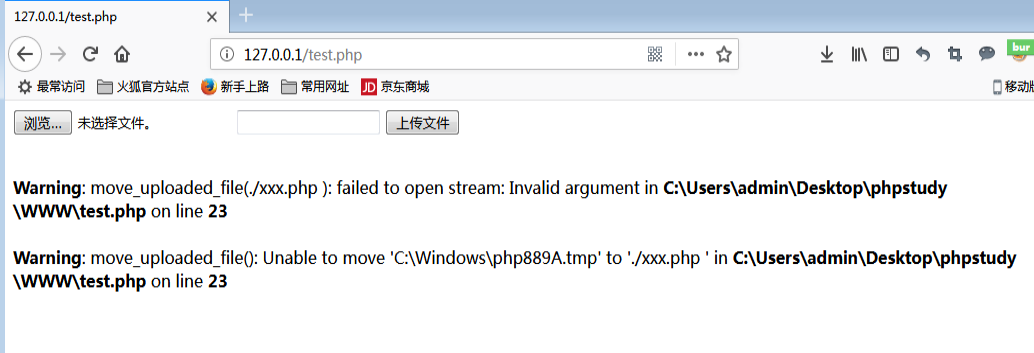 127.0.0.1/test.php
127.0.0.1/test.php
bur
最常访问 火狐官方站点 新手上路 常用网址 JD 京东商城 移动版
浏览... 未选择文件。 上传文件
Warning: move_uploaded_file(./xxx.php ): failed to open stream: Invalid argument in C:\Users\admin\Desktop\phpstudy
\WWW\test.php on line 23
Warning: move_uploaded_file(): Unable to move 'C:\Windows\php889A.tmp' to './xxx.php ' in C:\Users\admin\Desktop\phpstudy
\WWW\test.php on line 23